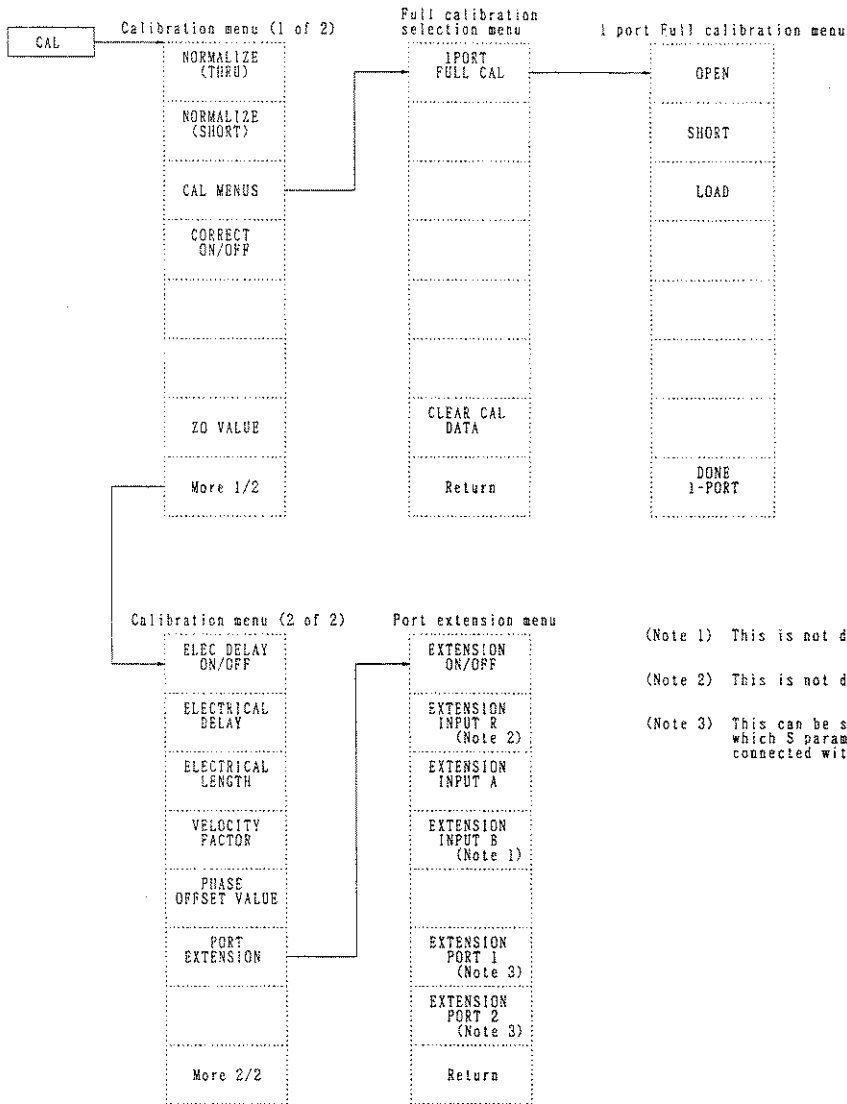 CAL
Calibration menu (1 of 2)
NORMALIZE
(THRU)
NORMALIZE
(SHORT)
CAL MENUS
CORRECT
ON/OFF
ZO VALUE
More 1/2
Full calibration
selection menu
1PORT
FULL CAL
CLEAR CAL
DATA
Return
1 port Full calibration menu
OPEN
SHORT
LOAD
DONE
1-PORT
Calibration menu (2 of 2)
ELEC DELAY
ON/OFF
ELECTRICAL
DELAY
ELECTRICAL
LENGTH
VELOCITY
FACTOR
PHASE
OFFSET VALUE
PORT
EXTENSION
More 2/2
Port extension menu
EXTENSION
ON/OFF
EXTENSION
INPUT R
(Note 2)
EXTENSION
INPUT A
EXTENSION
INPUT B
(Note 1)
EXTENSION
PORT 1
(Note 3)
EXTENSION
PORT 2
(Note 3)
Return
(Note 1) This is not d
(Note 2) This is not d
(Note 3) This can be s
which S param
connected wit